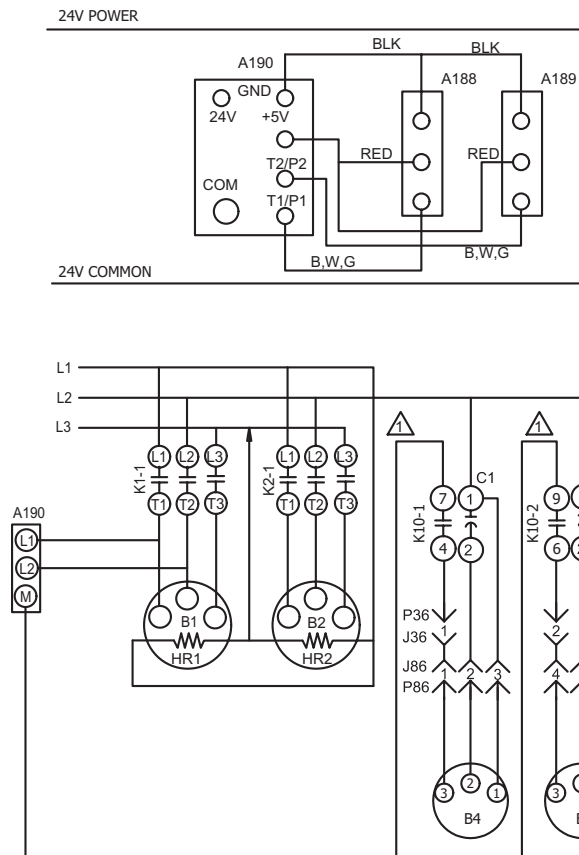 24V POWER
BLK
BLK
A190
A188
A189
GND
24V
+5V
RED
RED
T2/P2
COM
T1/P1
B,W,G
B,W,G
24V COMMON
L1
L2
L3
1
1
L1 L2 L3
L1 L2 L3
K1-1
K2-1
C1
7 1
9
K10-1
K10-2
T1 T2 T3
T1 T2 T3
A190
L1
L2
M
4 2
6
B1
B2
HR1
HR2
P36
1
2
J36
J86
1 2 3
4
P86
3 2 1
3
B4